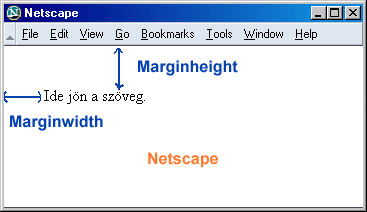 Netscape
File Edit View Go Bookmarks Tools Window Help
Marginheight
Ide jön a szöveg.
Marginwidth
Netscape